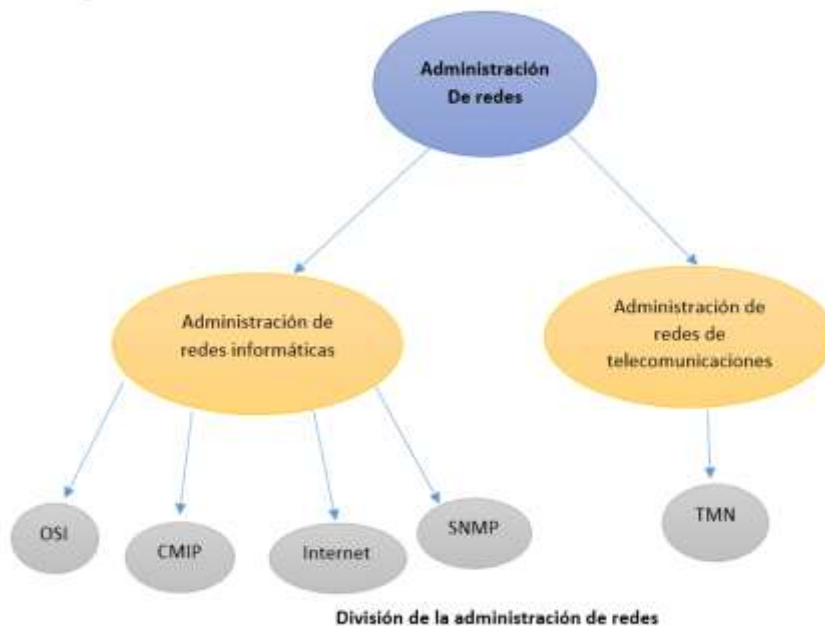 Administración
De redes
Administración de
redes informáticas
Administración de
redes de
telecomunicaciones
OSI
CMIP
Internet
SNMP
TMN
División de la administración de redes